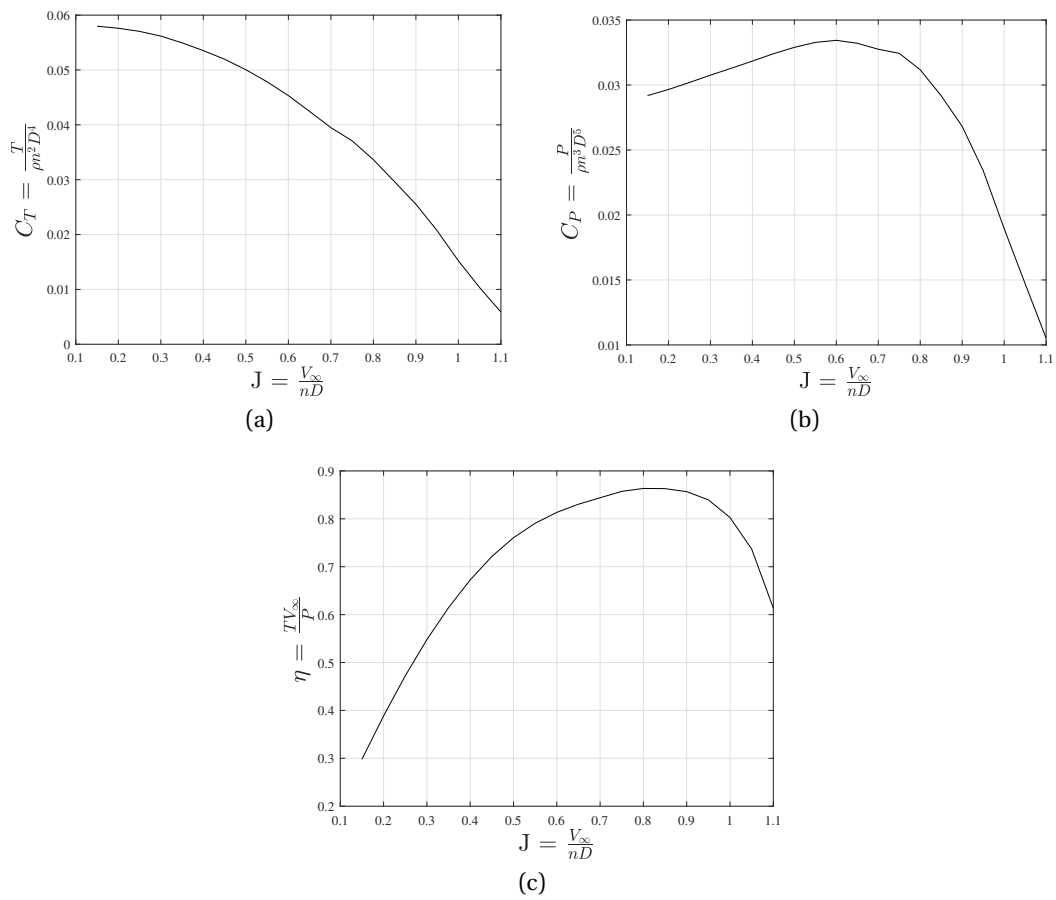 0.06
0.05
0.04
0.03
0.02
0.01
0
C_T = T / ρn²D⁴
0.1 0.2 0.3 0.4 0.5 0.6 0.7 0.8 0.9 1 1.1
J = V∞ / nD
(a)
0.035
0.03
0.025
0.02
0.015
0.01
C_P = P / ρn³D⁵
0.1 0.2 0.3 0.4 0.5 0.6 0.7 0.8 0.9 1 1.1
J = V∞ / nD
(b)
0.9
0.8
0.7
0.6
0.5
0.4
0.3
0.2
η = TV∞ / P
0.1 0.2 0.3 0.4 0.5 0.6 0.7 0.8 0.9 1 1.1
J = V∞ / nD
(c)